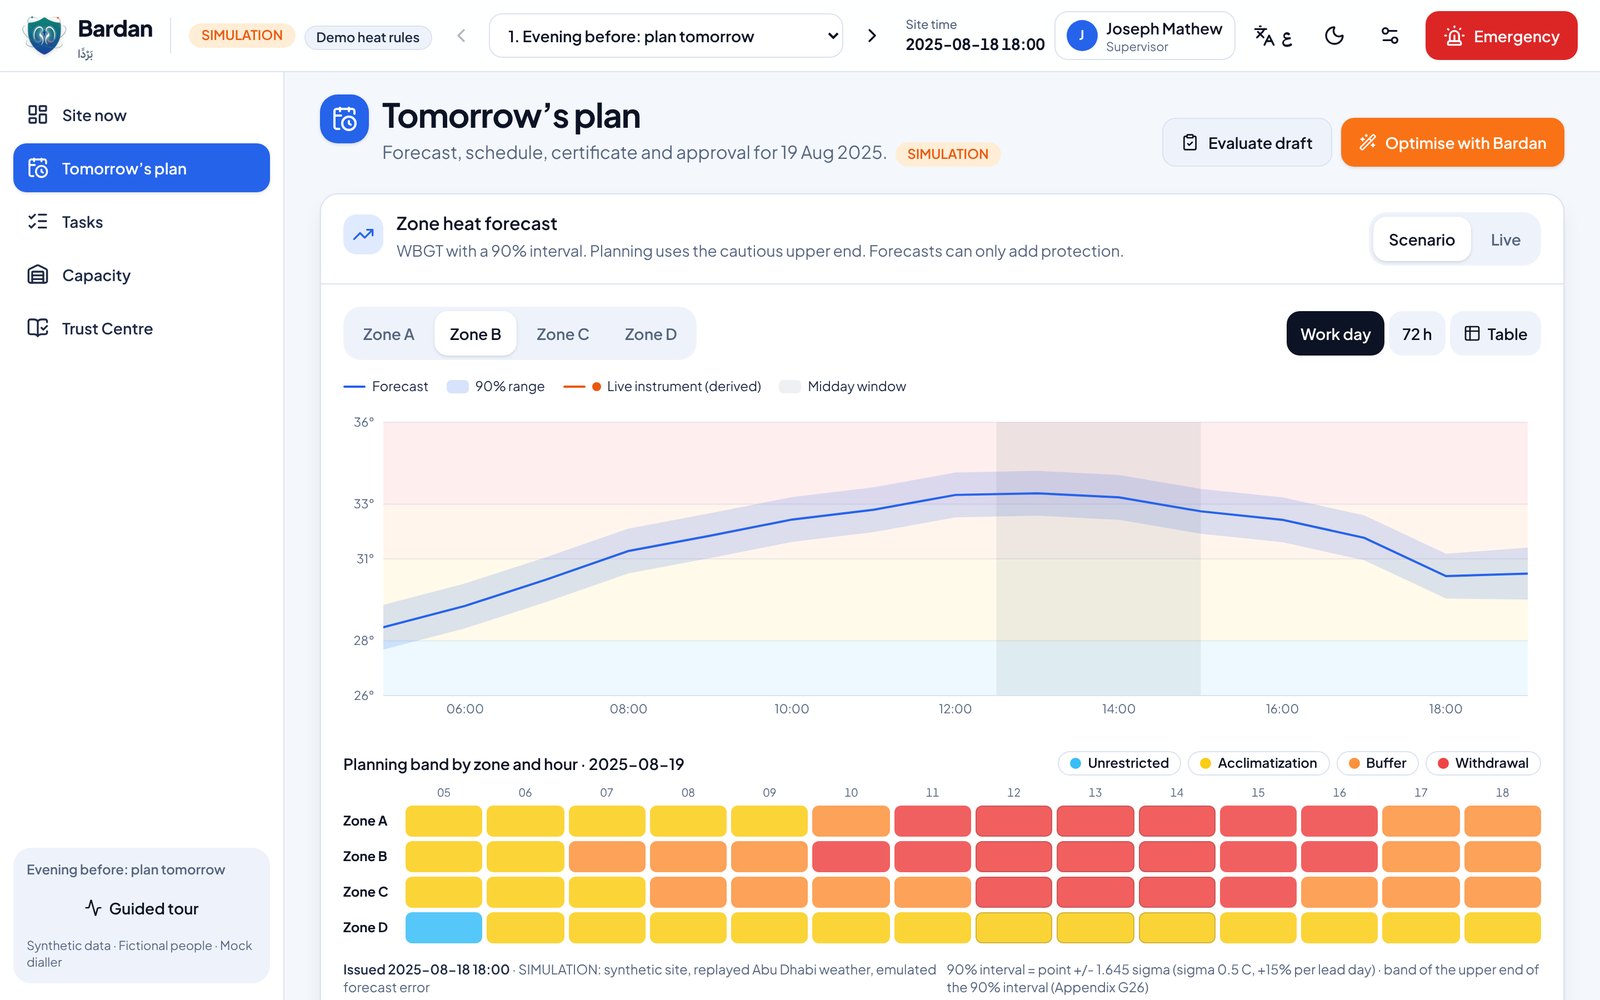 Bardan
بَرْدًا
SIMULATION
Demo heat rules
1. Evening before: plan tomorrow
Site time
2025-08-18 18:00
J
Joseph Mathew
Supervisor
ع
Emergency
Site now
Tomorrow's plan
Tasks
Capacity
Trust Centre
Evening before: plan tomorrow
Guided tour
Synthetic data · Fictional people · Mock
dialler
Tomorrow's plan
Forecast, schedule, certificate and approval for 19 Aug 2025.
SIMULATION
Evaluate draft
Optimise with Bardan
Zone heat forecast
WBGT with a 90% interval. Planning uses the cautious upper end. Forecasts can only add protection.
Scenario
Live
Zone A
Zone B
Zone C
Zone D
Work day
72 h
Table
Forecast
90% range
Live instrument (derived)
Midday window
36°
33°
31°
28°
26°
06:00
08:00
10:00
12:00
14:00
16:00
18:00
Planning band by zone and hour · 2025-08-19
Unrestricted
Acclimatization
Buffer
Withdrawal
05 06 07 08 09 10 11 12 13 14 15 16 17 18
Zone A
Zone B
Zone C
Zone D
Issued 2025-08-18 18:00 · SIMULATION: synthetic site, replayed Abu Dhabi weather, emulated
forecast error
90% interval = point +/- 1.645 sigma (sigma 0.5 C, +15% per lead day) · band of the upper end of
the 90% interval (Appendix G26)